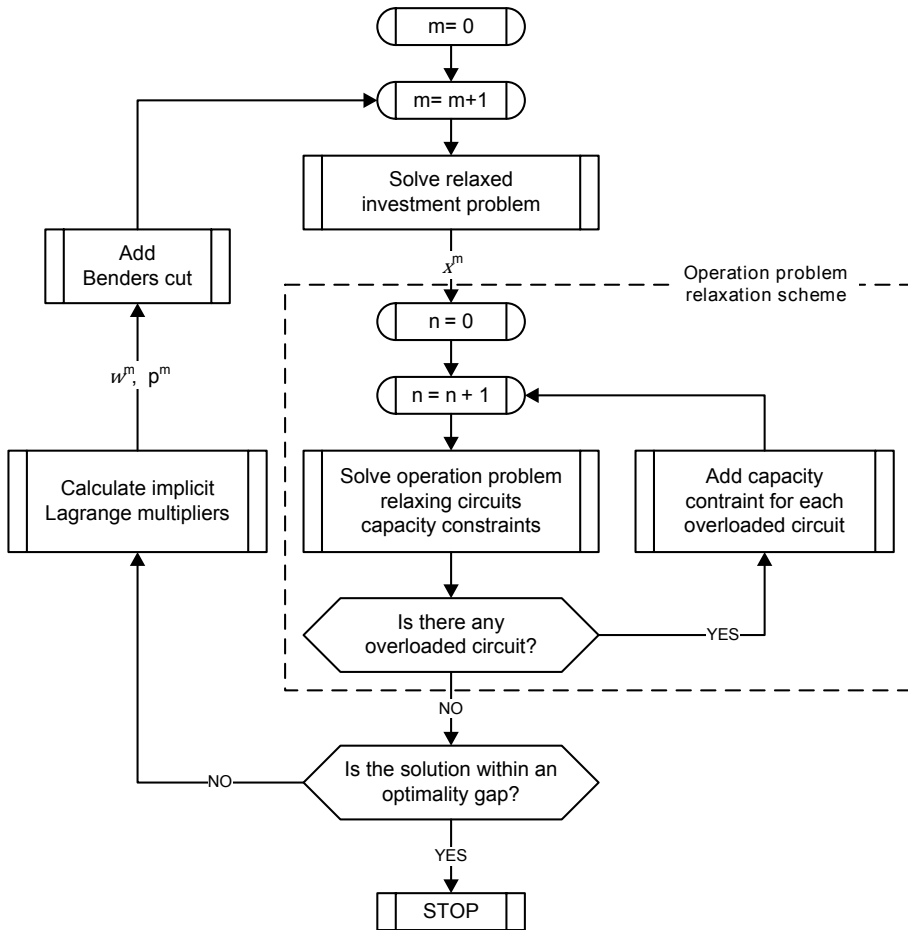 m= 0
m= m+1
Solve relaxed
investment problem
Add
Benders cut
x^m
Operation problem
relaxation scheme
n = 0
w^m, p^m
n = n + 1
Calculate implicit
Lagrange multipliers
Solve operation problem
relaxing circuits
capacity constraints
Add capacity
contraint for each
overloaded circuit
Is there any
overloaded circuit?
YES
NO
Is the solution within an
optimality gap?
NO
YES
STOP